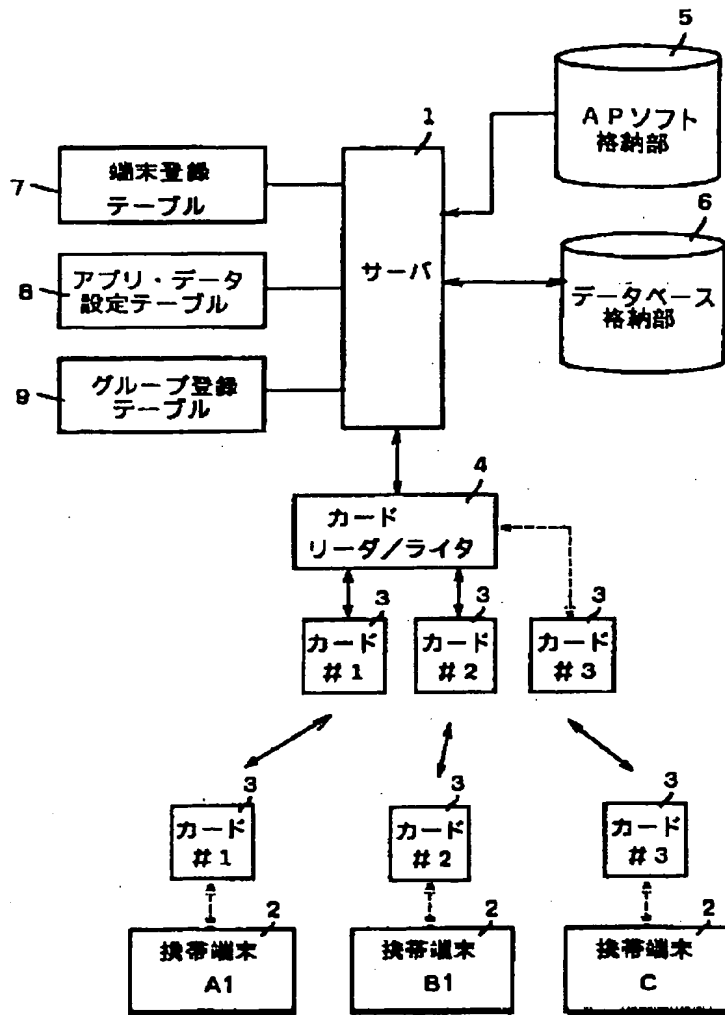 5
APソフト
格納部
1
サーバ
端末登録
テーブル
7
6
データベース
格納部
アプリ・データ
設定テーブル
8
グループ登録
テーブル
9
4
カード
リーダ/ライタ
3
カード
#1
3
カード
#2
3
カード
#3
3
カード
#1
3
カード
#2
3
カード
#3
2
携帯端末
A1
2
携帯端末
B1
2
携帯端末
C